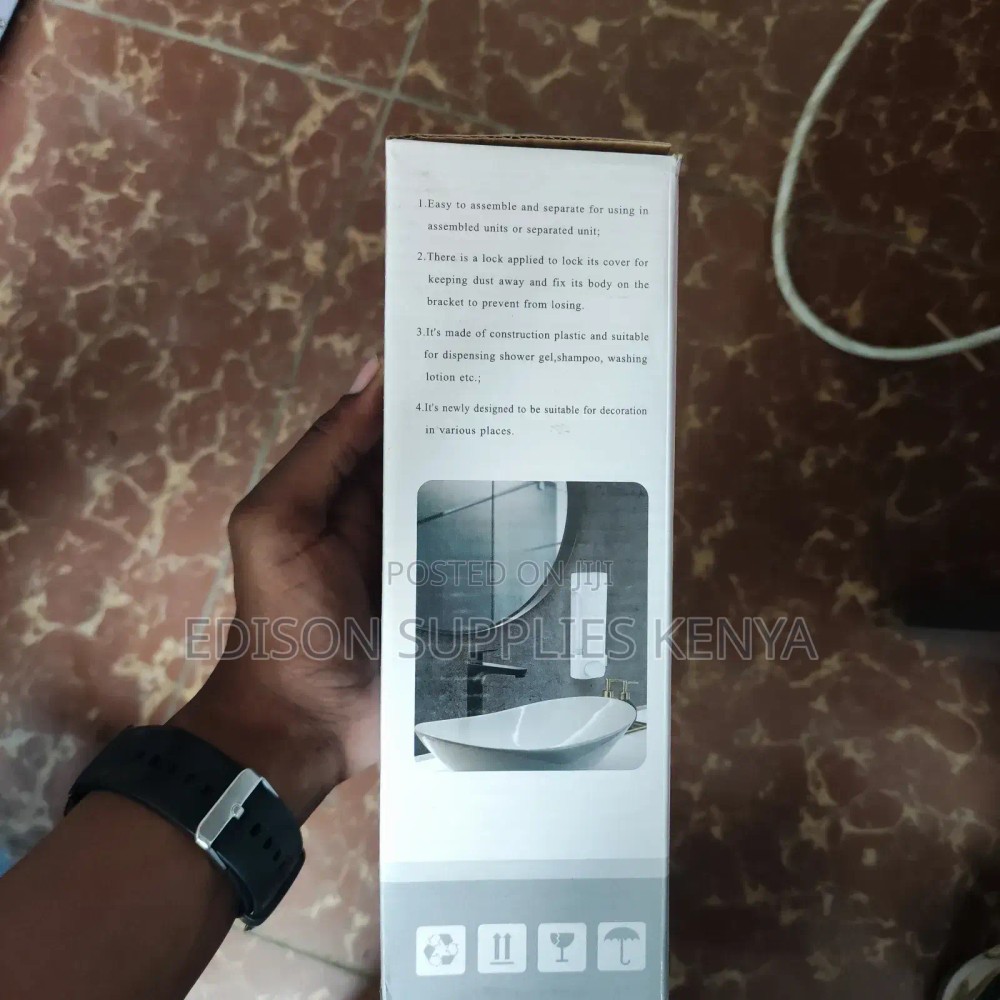 1.Easy to assemble and separate for using in
assembled units or separated unit;
2.There is a lock applied to lock its cover for
keeping dust away and fix its body on the
bracket to prevent from losing.
3.It's made of construction plastic and suitable
for dispensing shower gel,shampoo, washing
lotion etc.;
4.It's newly designed to be suitable for decoration
in various places.
POSTED ON JIJI
EDISON SUPPLIES KENYA